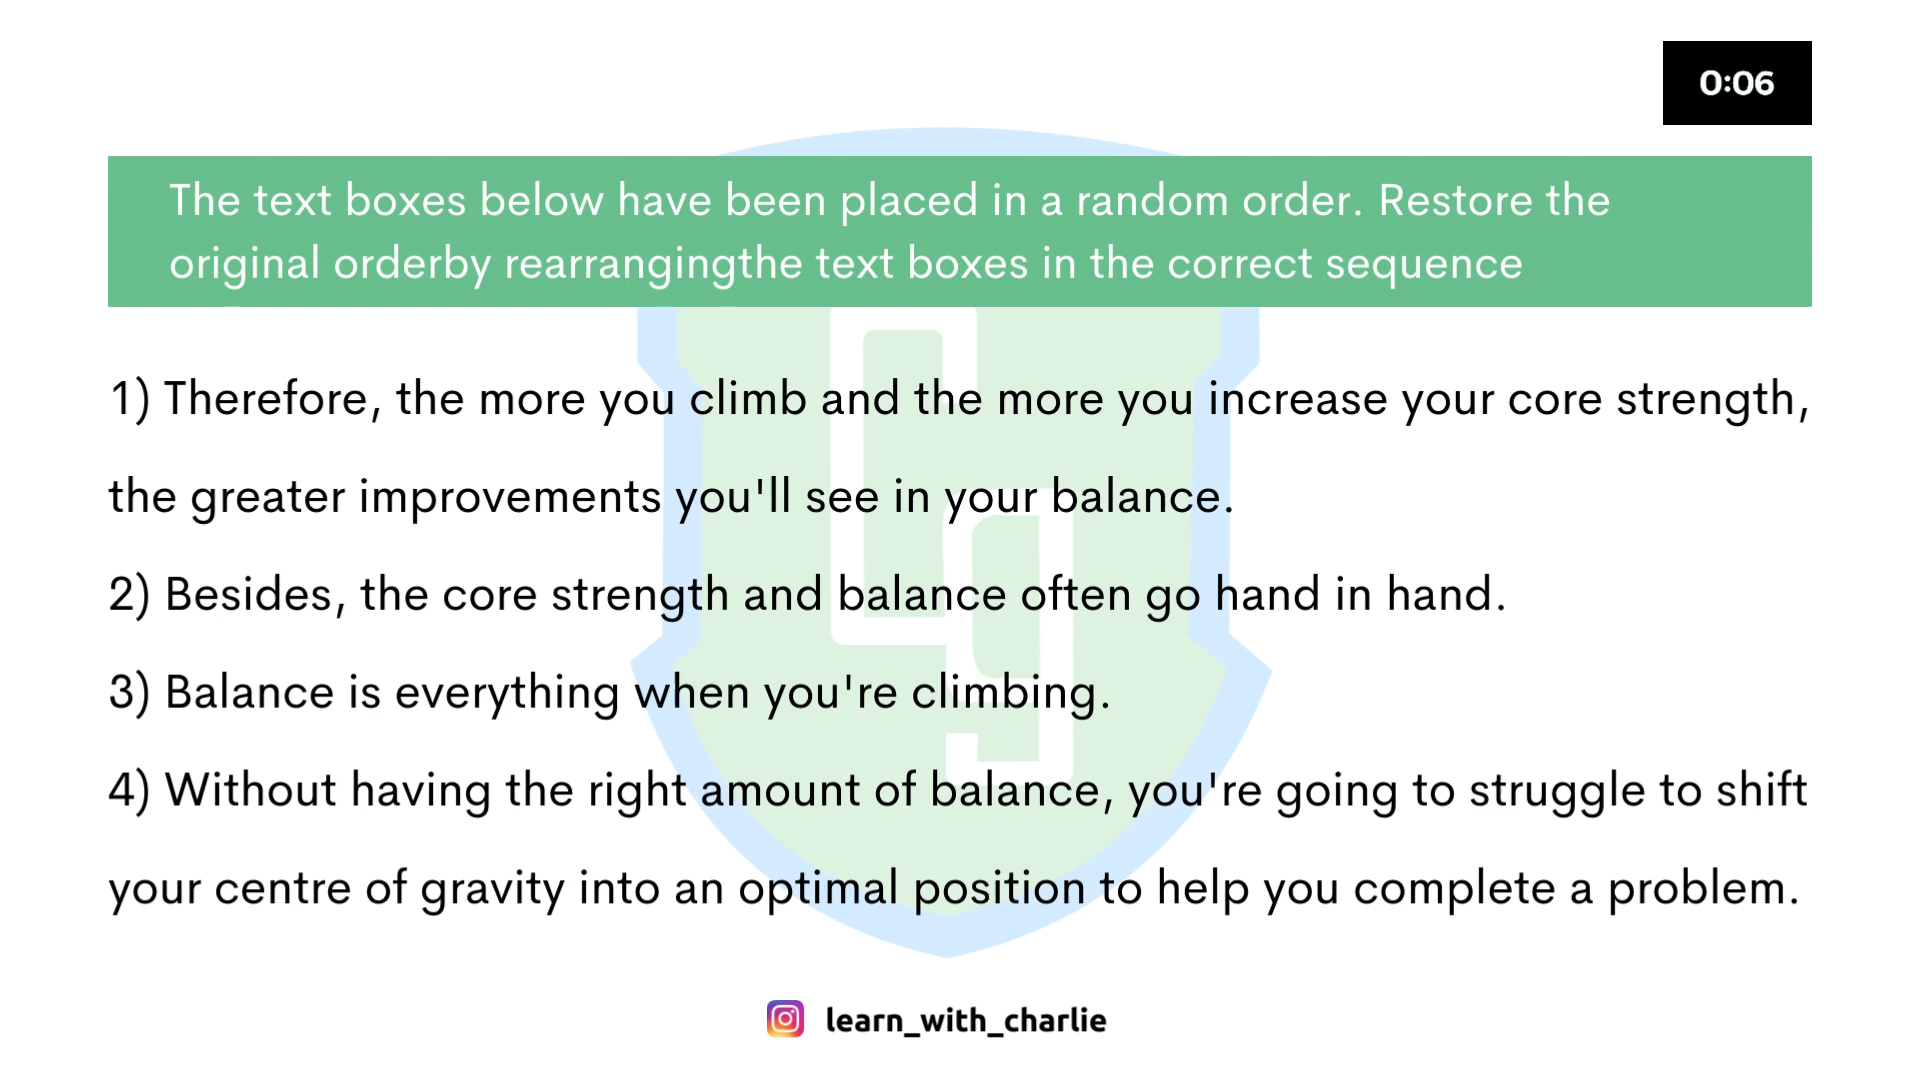 0:06
The text boxes below have been placed in a random order. Restore the
original orderby rearrangingthe text boxes in the correct sequence
1) Therefore, the more you climb and the more you increase your core strength,
the greater improvements you'll see in your balance.
2) Besides, the core strength and balance often go hand in hand.
3) Balance is everything when you're climbing.
4) Without having the right amount of balance, you're going to struggle to shift
your centre of gravity into an optimal position to help you complete a problem.
learn_with_charlie